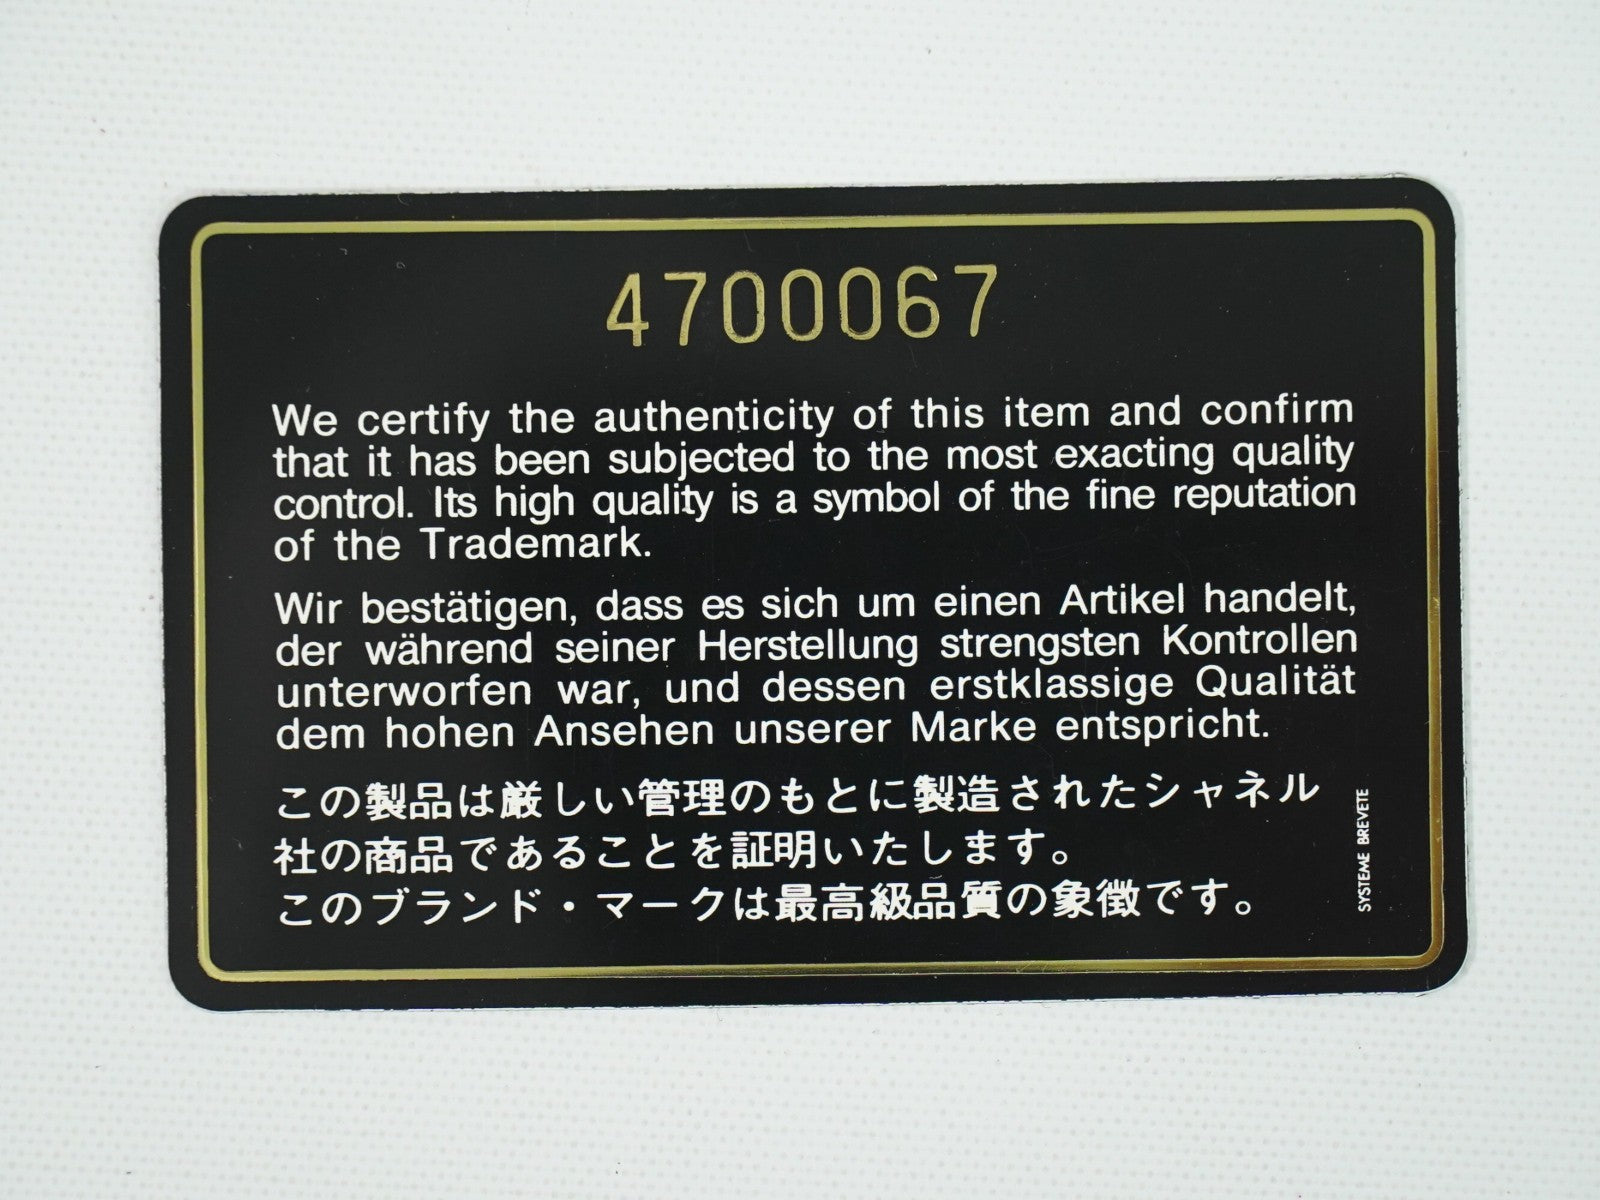 4700067
We certify the authenticity of this item and confirm
that it has been subjected to the most exacting quality
control. Its high quality is a symbol of the fine reputation
of the Trademark.
Wir bestätigen, dass es sich um einen Artikel handelt,
der während seiner Herstellung strengsten Kontrollen
unterworfen war, und dessen erstklassige Qualität
dem hohen Ansehen unserer Marke entspricht.
この製品は厳しい管理のもとに製造されたシャネル
社の商品であることを証明いたします。
このブランド・マークは最高級品質の象徴です。
SYSTEME BREVETE